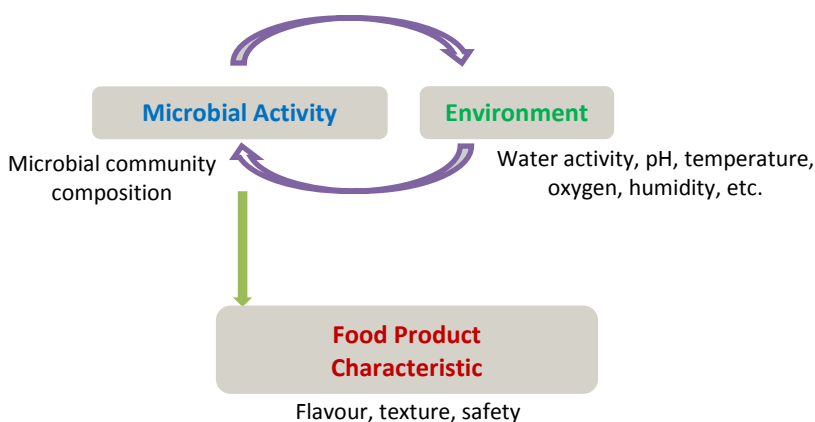 Microbial Activity
Environment
Microbial community
composition
Water activity, pH, temperature,
oxygen, humidity, etc.
Food Product
Characteristic
Flavour, texture, safety